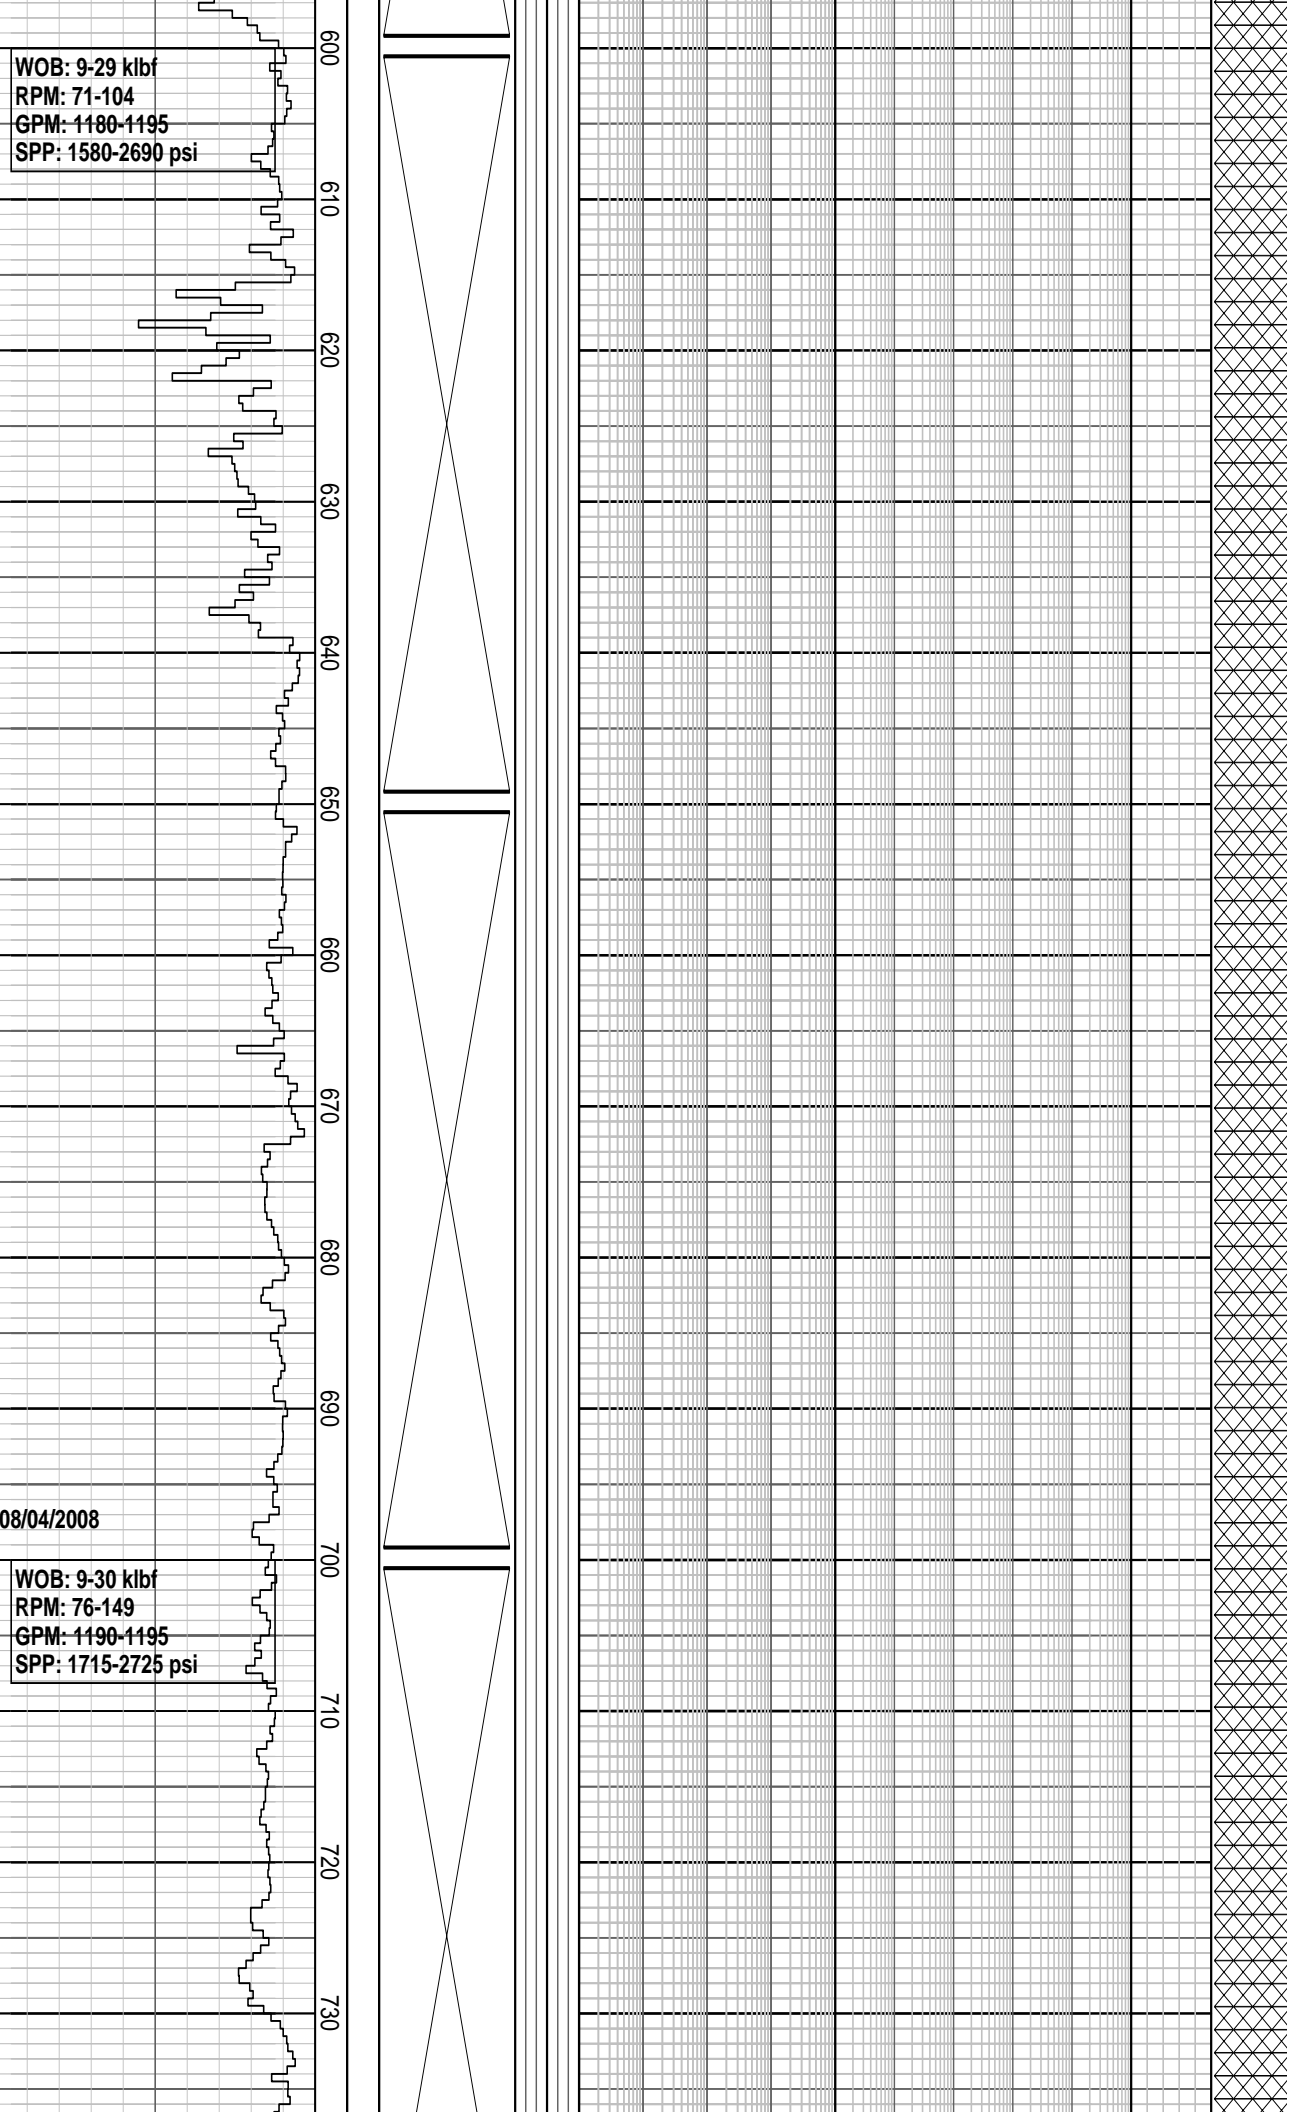 600
WOB: 9-29 klbf
RPM: 71-104
GPM: 1180-1195
SPP: 1580-2690 psi
610
620
630
640
650
660
670
680
690
08/04/2008
700
WOB: 9-30 klbf
RPM: 76-149
GPM: 1190-1195
SPP: 1715-2725 psi
710
720
730